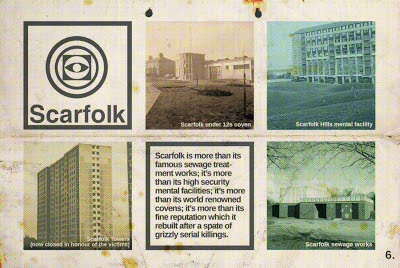 Scarfolk
Scarfolk under 12s coven
Scarfolk Hills mental facility
Scarfolk Towers
(now closed in honour of the victims)
Scarfolk is more than its
famous sewage treat-
ment works; it's more
than its high security
mental facilities; it's more
than its world renowned
covens; it's more than its
fine reputation which it
rebuilt after a spate of
grizzly serial killings.
Scarfolk sewage works
6.